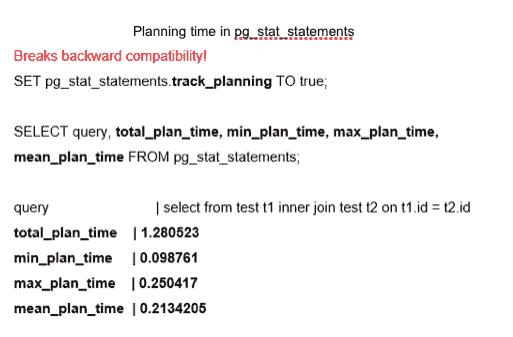 Planning time in pg_stat_statements
Breaks backward compatibility!
SET pg_stat_statements.track_planning TO true;
SELECT query, total_plan_time, min_plan_time, max_plan_time,
mean_plan_time FROM pg_stat_statements;
query | select from test t1 inner join test t2 on t1.id = t2.id
total_plan_time | 1.280523
min_plan_time | 0.098761
max_plan_time | 0.250417
mean_plan_time | 0.2134205